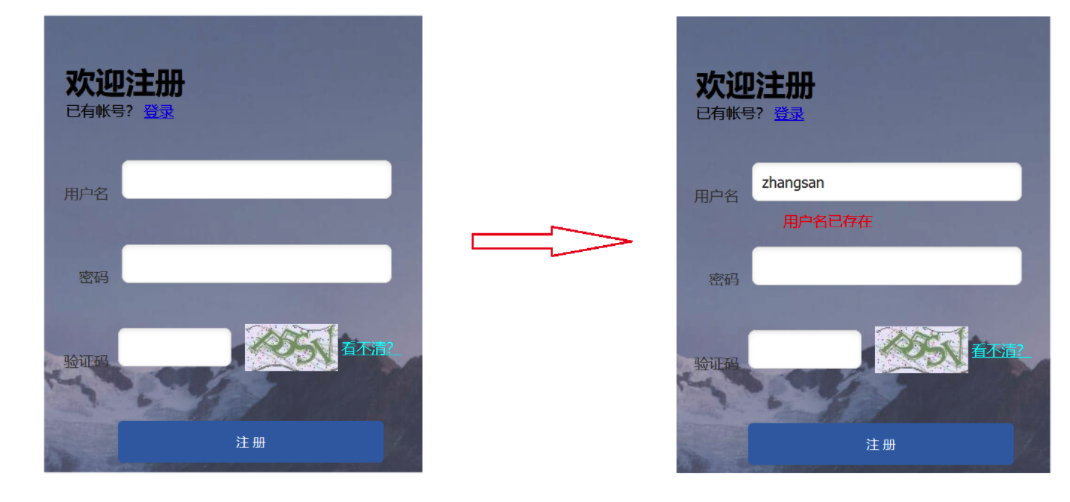 欢迎注册
已有帐号? 登录
用户名
密码
验证码
看不清?
注 册
欢迎注册
已有帐号? 登录
用户名 zhangsan
用户名已存在
密码
验证码
看不清?
注 册